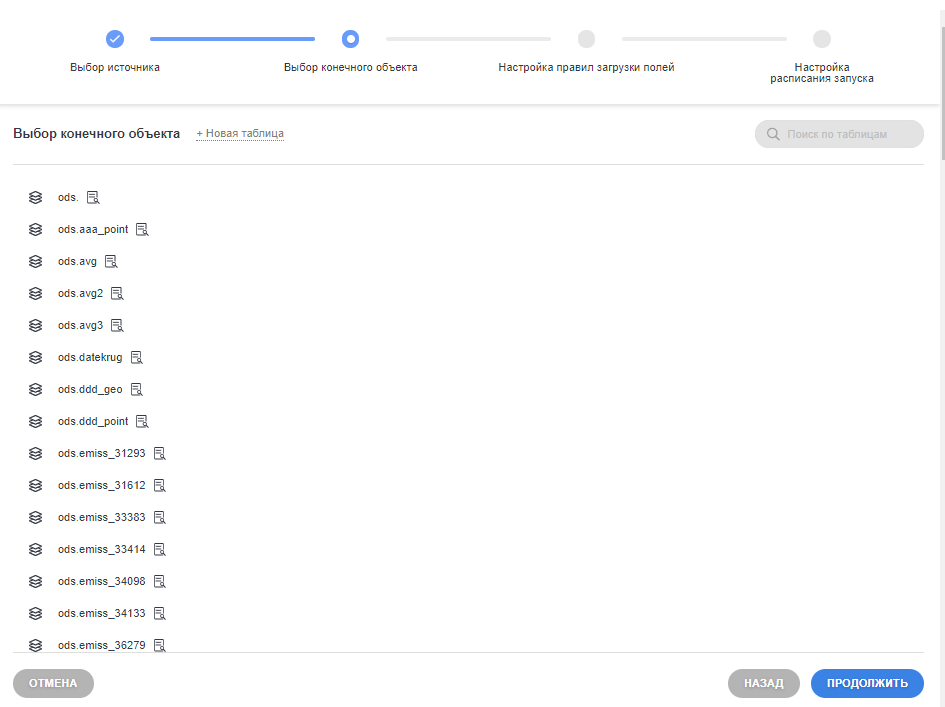 Выбор источника
Выбор конечного объекта
Настройка правил загрузки полей
Настройка
расписания запуска
Выбор конечного объекта
+ Новая таблица
Поиск по таблицам
ods.
ods.aaa_point
ods.avg
ods.avg2
ods.avg3
ods.datekrug
ods.ddd_geo
ods.ddd_point
ods.emiss_31293
ods.emiss_31612
ods.emiss_33383
ods.emiss_33414
ods.emiss_34098
ods.emiss_34133
ods.emiss_36279
ОТМЕНА
НАЗАД
ПРОДОЛЖИТЬ